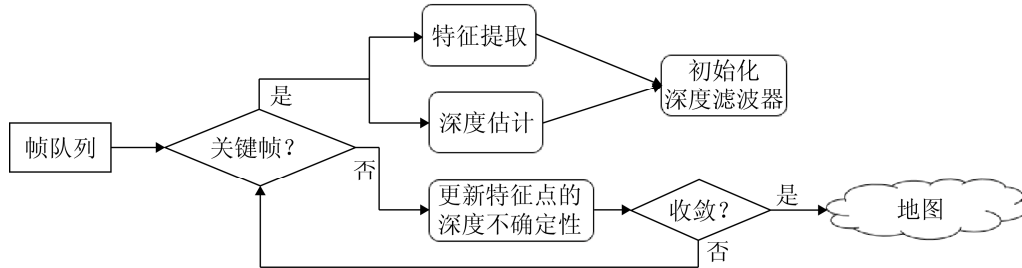 特征提取
初始化
深度滤波器
是
深度估计
帧队列
关键帧？
否
更新特征点的
深度不确定性
收敛？
是
地图
否